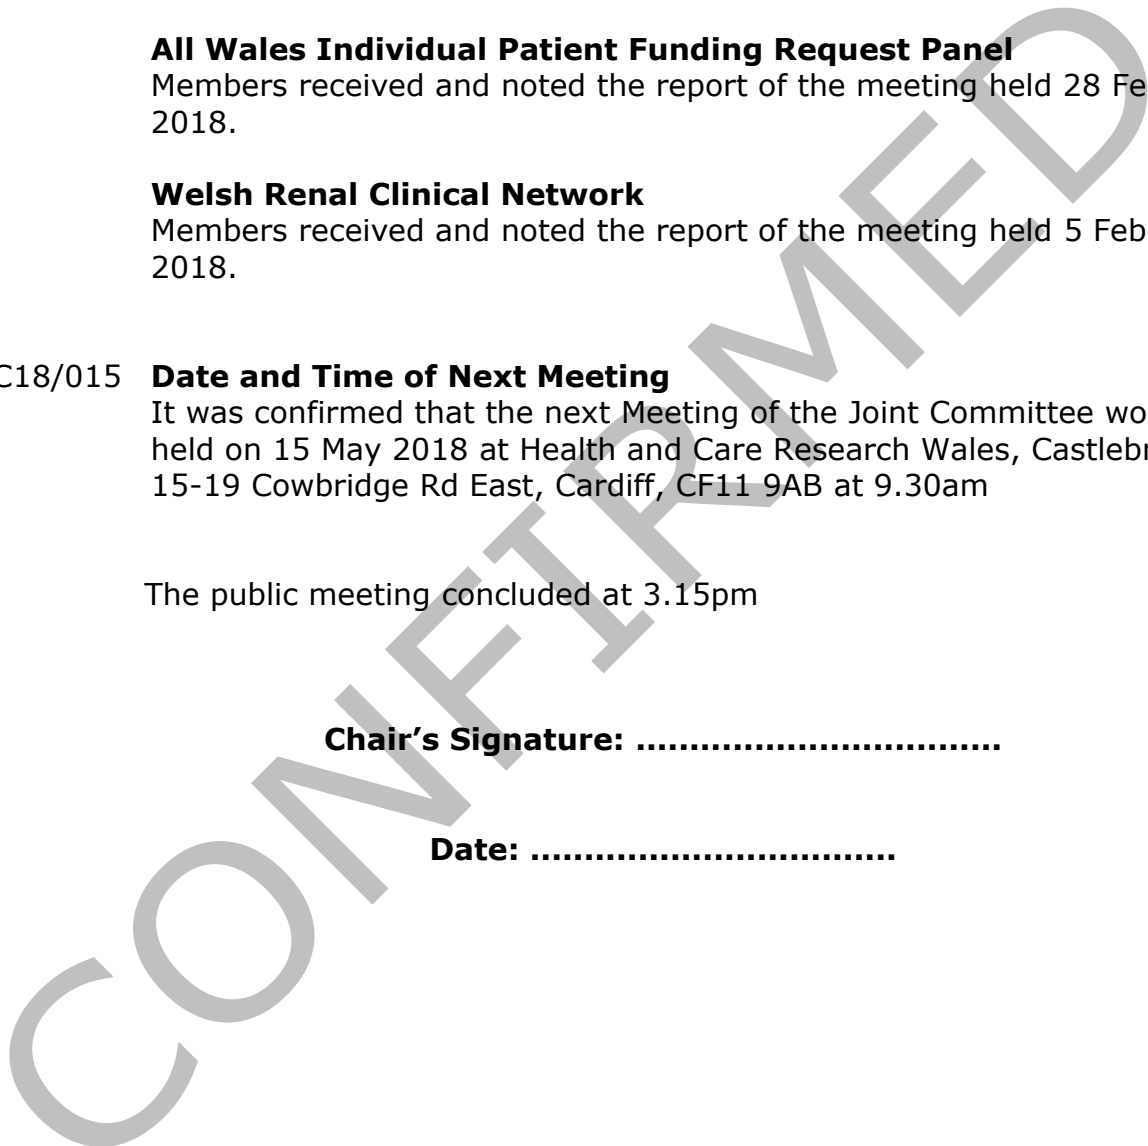 All Wales Individual Patient Funding Request Panel
Members received and noted the report of the meeting held 28 Fe
2018.
Welsh Renal Clinical Network
Members received and noted the report of the meeting held 5 Feb
2018.
C18/015 Date and Time of Next Meeting
It was confirmed that the next Meeting of the Joint Committee wo
held on 15 May 2018 at Health and Care Research Wales, Castlebr
15-19 Cowbridge Rd East, Cardiff, CF11 9AB at 9.30am
The public meeting concluded at 3.15pm
Chair’s Signature: ..................................
Date: ..................................
CONFIRMED